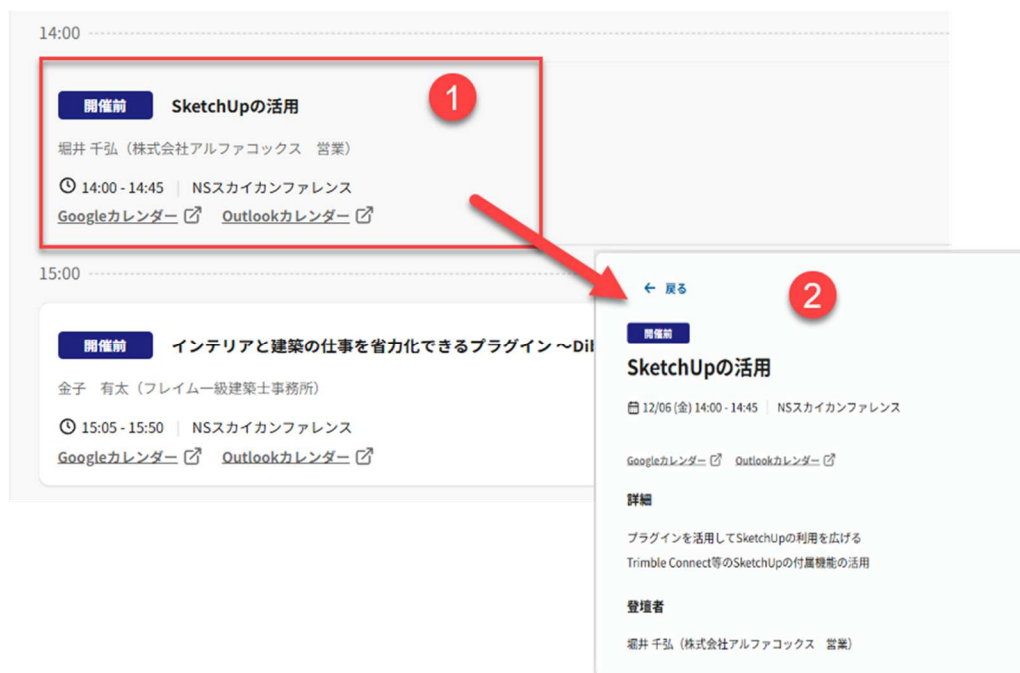 14:00
開催前 SketchUpの活用
1
堀井 千弘（株式会社アルファコックス　営業）
14:00 - 14:45 | NSスカイカンファレンス
Googleカレンダー Outlookカレンダー
15:00
開催前 インテリアと建築の仕事を省力化できるプラグイン ～Dib
金子　有太（フレイム一級建築士事務所）
15:05 - 15:50 | NSスカイカンファレンス
Googleカレンダー Outlookカレンダー
← 戻る
2
開催前
SketchUpの活用
12/06 (金) 14:00 - 14:45 | NSスカイカンファレンス
Googleカレンダー Outlookカレンダー
詳細
プラグインを活用してSketchUpの利用を広げる
Trimble Connect等のSketchUpの付属機能の活用
登壇者
堀井 千弘（株式会社アルファコックス　営業）